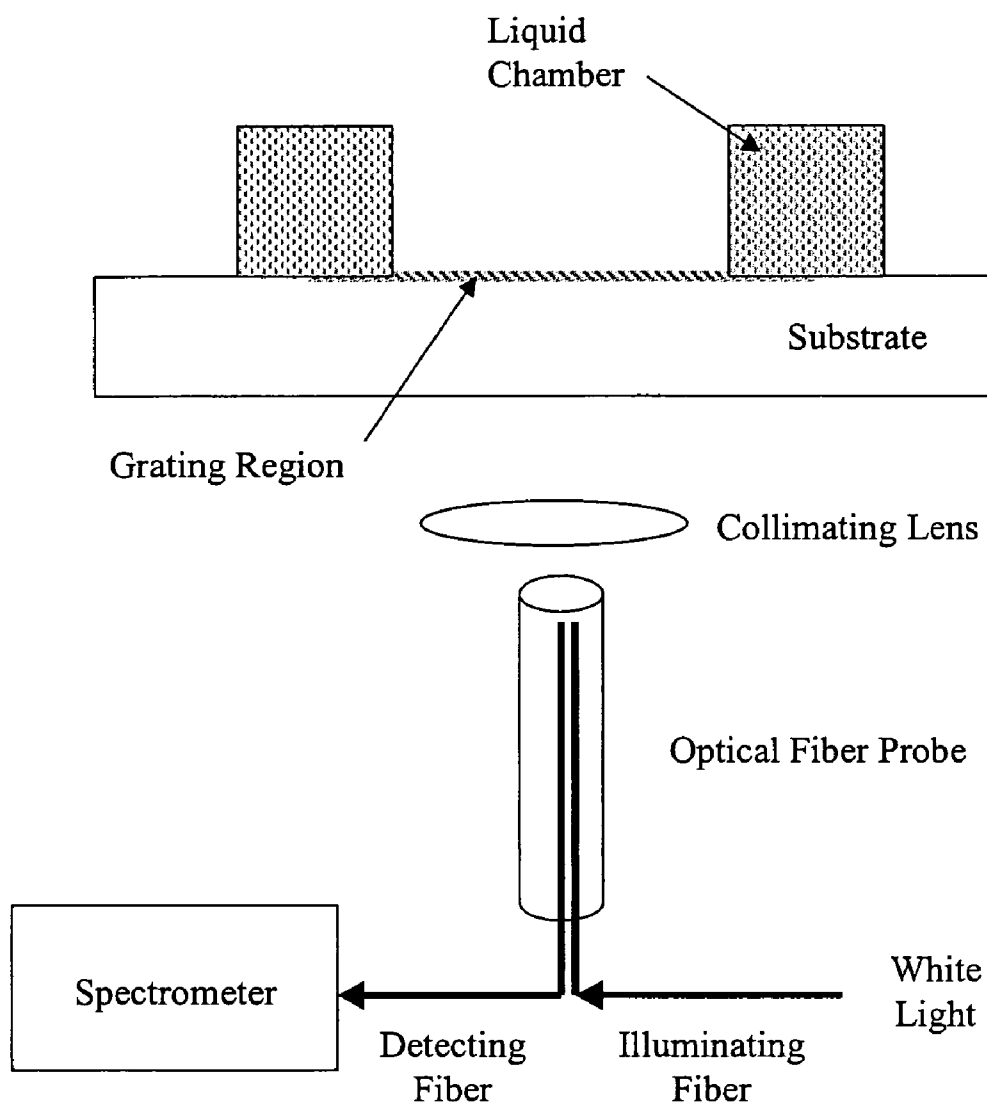 Liquid
Chamber
Substrate
Grating Region
Collimating Lens
Optical Fiber Probe
Spectrometer
White
Light
Detecting
Fiber
Illuminating
Fiber